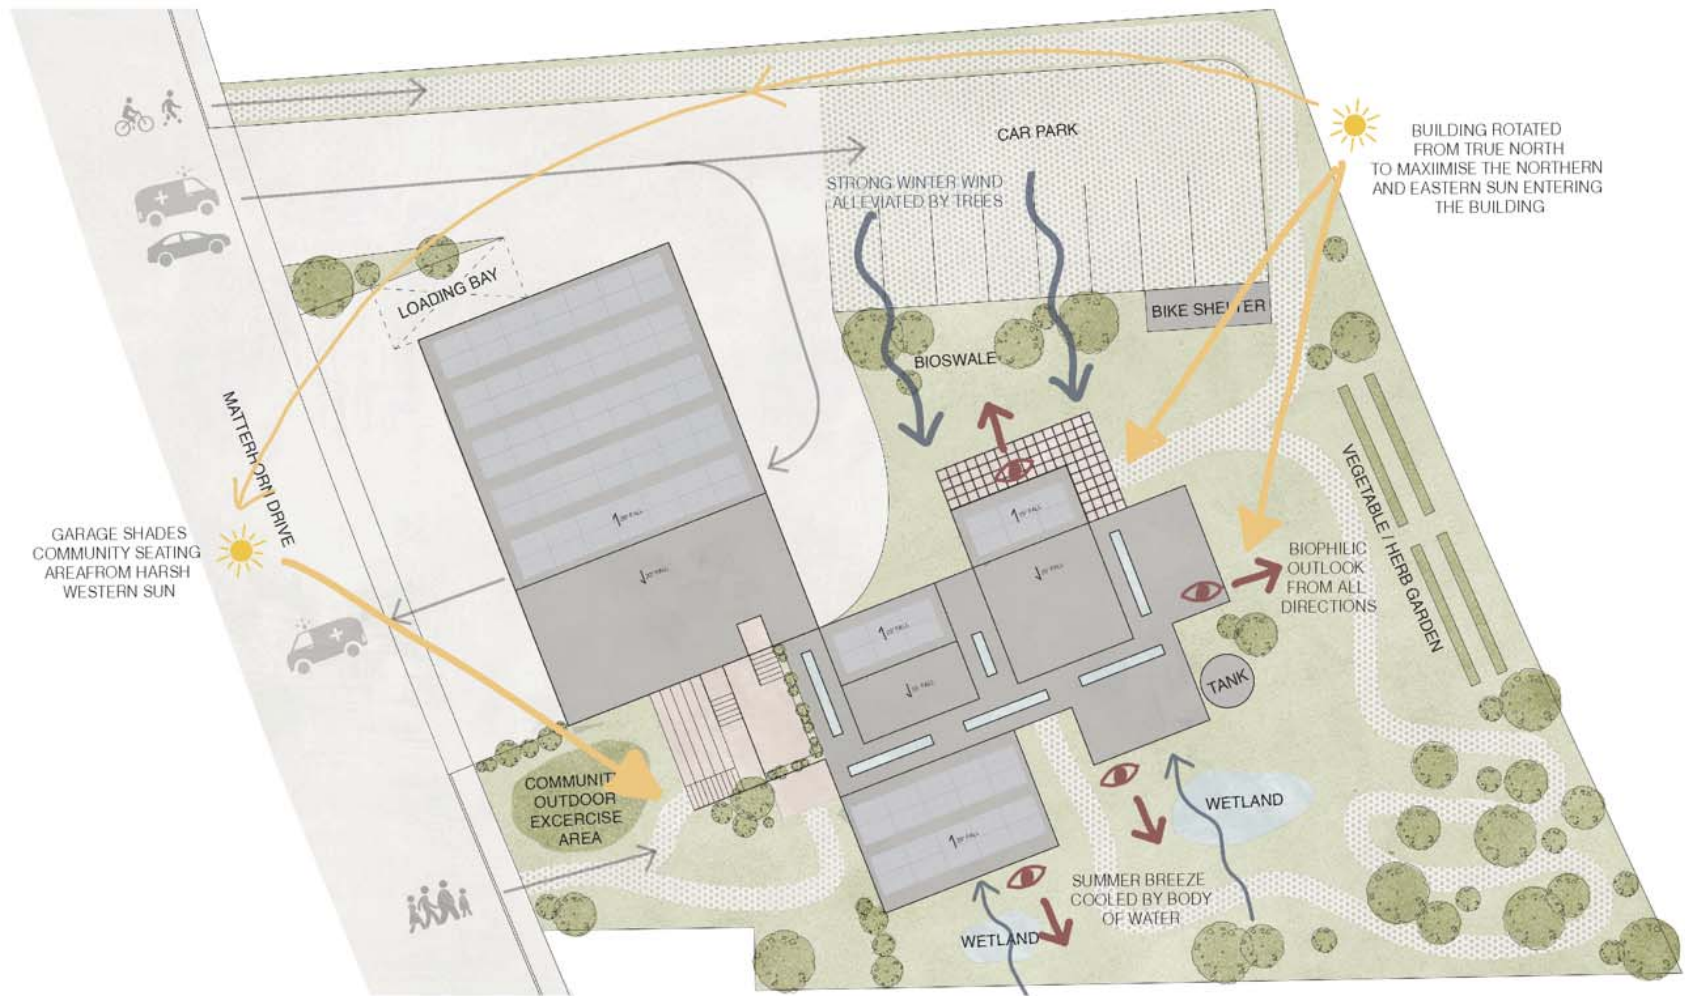 CAR PARK
STRONG WINTER WIND
ALLEVIATED BY TREES
BUILDING ROTATED
FROM TRUE NORTH
TO MAXIIMISE THE NORTHERN
AND EASTERN SUN ENTERING
THE BUILDING
LOADING BAY
BIKE SHELTER
BIOSWALE
MATTERHORN DRIVE
GARAGE SHADES
COMMUNITY SEATING
AREAFROM HARSH
WESTERN SUN
VEGETABLE / HERB GARDEN
BIOPHILIC
OUTLOOK
FROM ALL
DIRECTIONS
TANK
COMMUNIT
OUTDOOR
EXCERCISE
AREA
WETLAND
SUMMER BREEZE
COOLED BY BODY
OF WATER
WETLAND